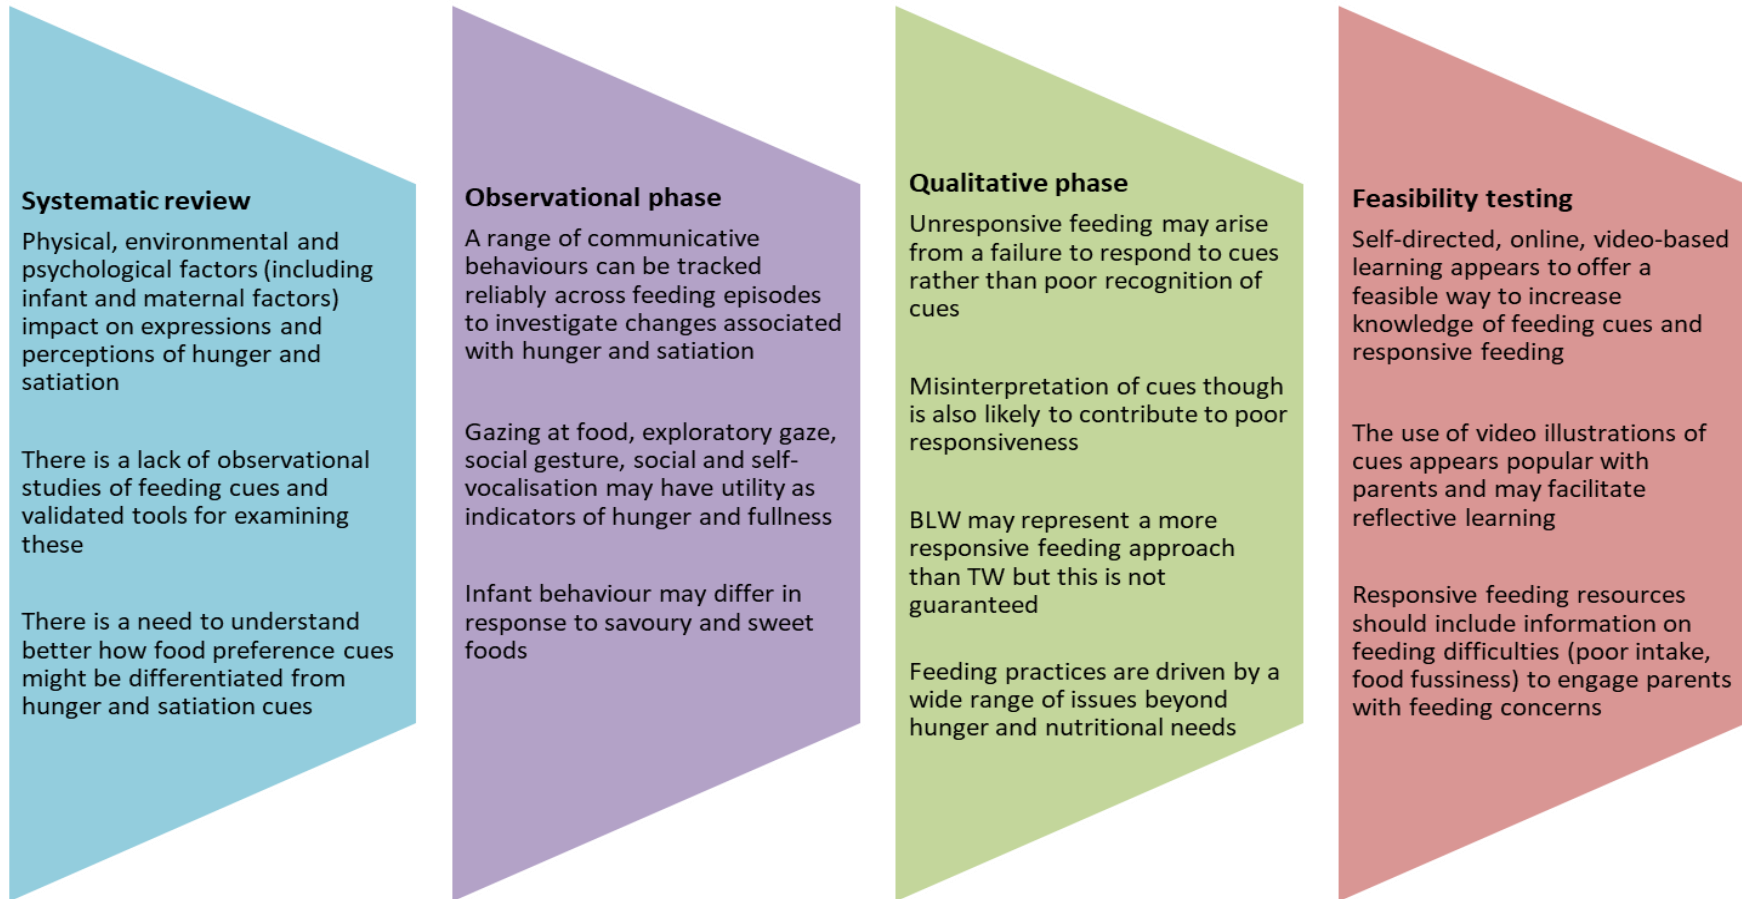 Systematic review
Physical, environmental and
psychological factors (including
infant and maternal factors)
impact on expressions and
perceptions of hunger and
satiation
There is a lack of observational
studies of feeding cues and
validated tools for examining
these
There is a need to understand
better how food preference cues
might be differentiated from
hunger and satiation cues
Observational phase
A range of communicative
behaviours can be tracked
reliably across feeding episodes
to investigate changes associated
with hunger and satiation
Gazing at food, exploratory gaze,
social gesture, social and self-
vocalisation may have utility as
indicators of hunger and fullness
Infant behaviour may differ in
response to savoury and sweet
foods
Qualitative phase
Unresponsive feeding may arise
from a failure to respond to cues
rather than poor recognition of
cues
Misinterpretation of cues though
is also likely to contribute to poor
responsiveness
BLW may represent a more
responsive feeding approach
than TW but this is not
guaranteed
Feeding practices are driven by a
wide range of issues beyond
hunger and nutritional needs
Feasibility testing
Self-directed, online, video-based
learning appears to offer a
feasible way to increase
knowledge of feeding cues and
responsive feeding
The use of video illustrations of
cues appears popular with
parents and may facilitate
reflective learning
Responsive feeding resources
should include information on
feeding difficulties (poor intake,
food fussiness) to engage parents
with feeding concerns